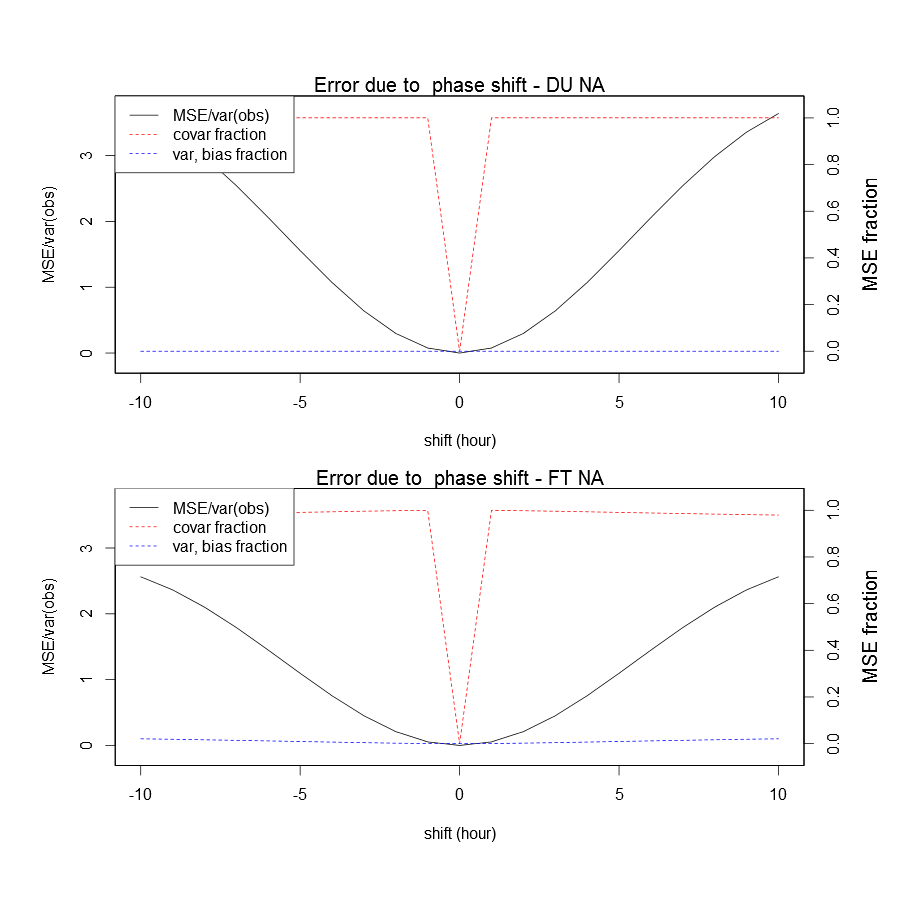 Error due to  phase shift - DU NA
MSE/var(obs)
covar fraction
var, bias fraction
MSE/var(obs)
0 1 2 3
MSE fraction
0.0 0.2 0.4 0.6 0.8 1.0
-10 -5 0 5 10
shift (hour)
Error due to  phase shift - FT NA
MSE/var(obs)
covar fraction
var, bias fraction
MSE/var(obs)
0 1 2 3
MSE fraction
0.0 0.2 0.4 0.6 0.8 1.0
-10 -5 0 5 10
shift (hour)